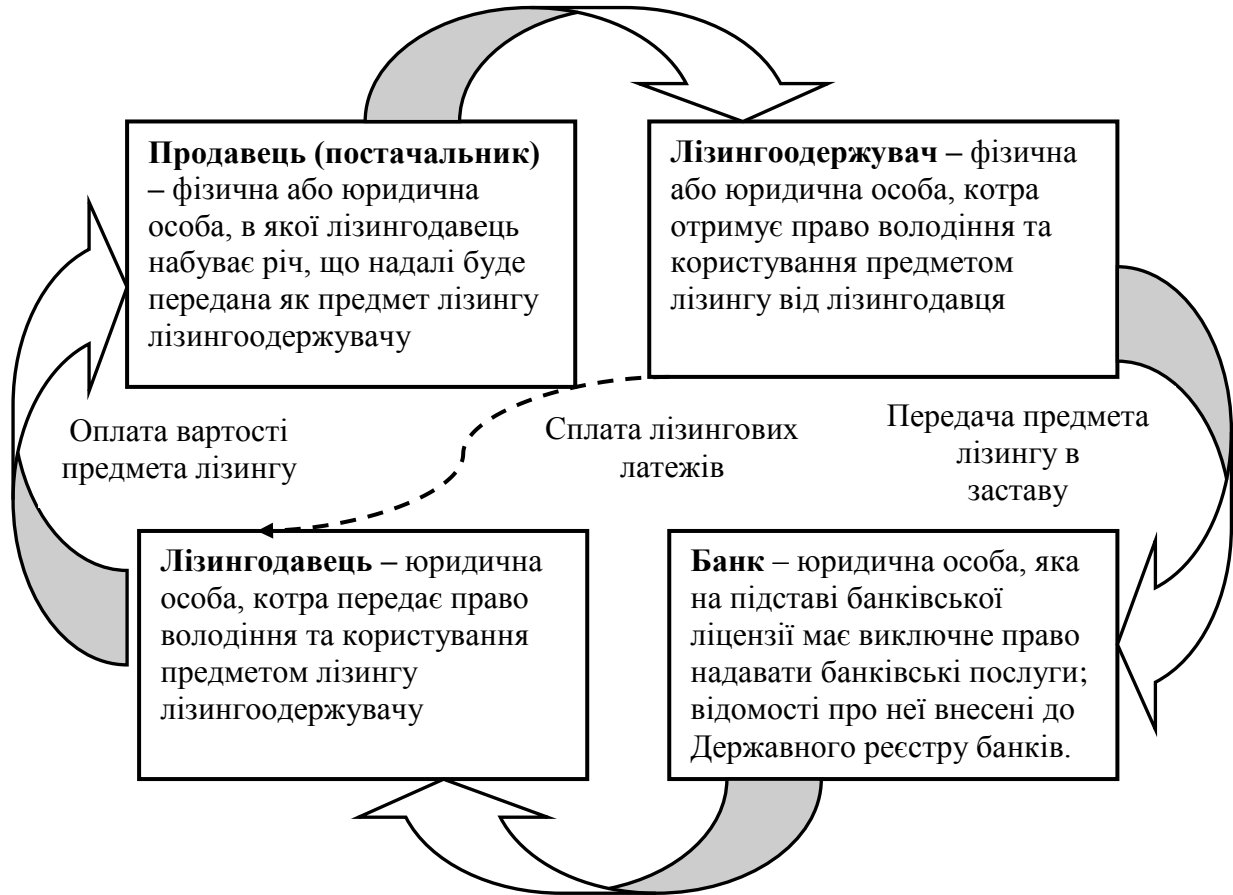 Продавець (постачальник)
– фізична або юридична
особа, в якої лізингодавець
набуває річ, що надалі буде
передана як предмет лізингу
лізингоодержувачу
Лізингоодержувач – фізична
або юридична особа, котра
отримує право володіння та
користування предметом
лізингу від лізингодавця
Оплата вартості
предмета лізингу
Сплата лізингових
латежів
Передача предмета
лізингу в
заставу
Лізингодавець – юридична
особа, котра передає право
володіння та користування
предметом лізингу
лізингоодержувачу
Банк – юридична особа, яка
на підставі банківської
ліцензії має виключне право
надавати банківські послуги;
відомості про неї внесені до
Державного реєстру банків.